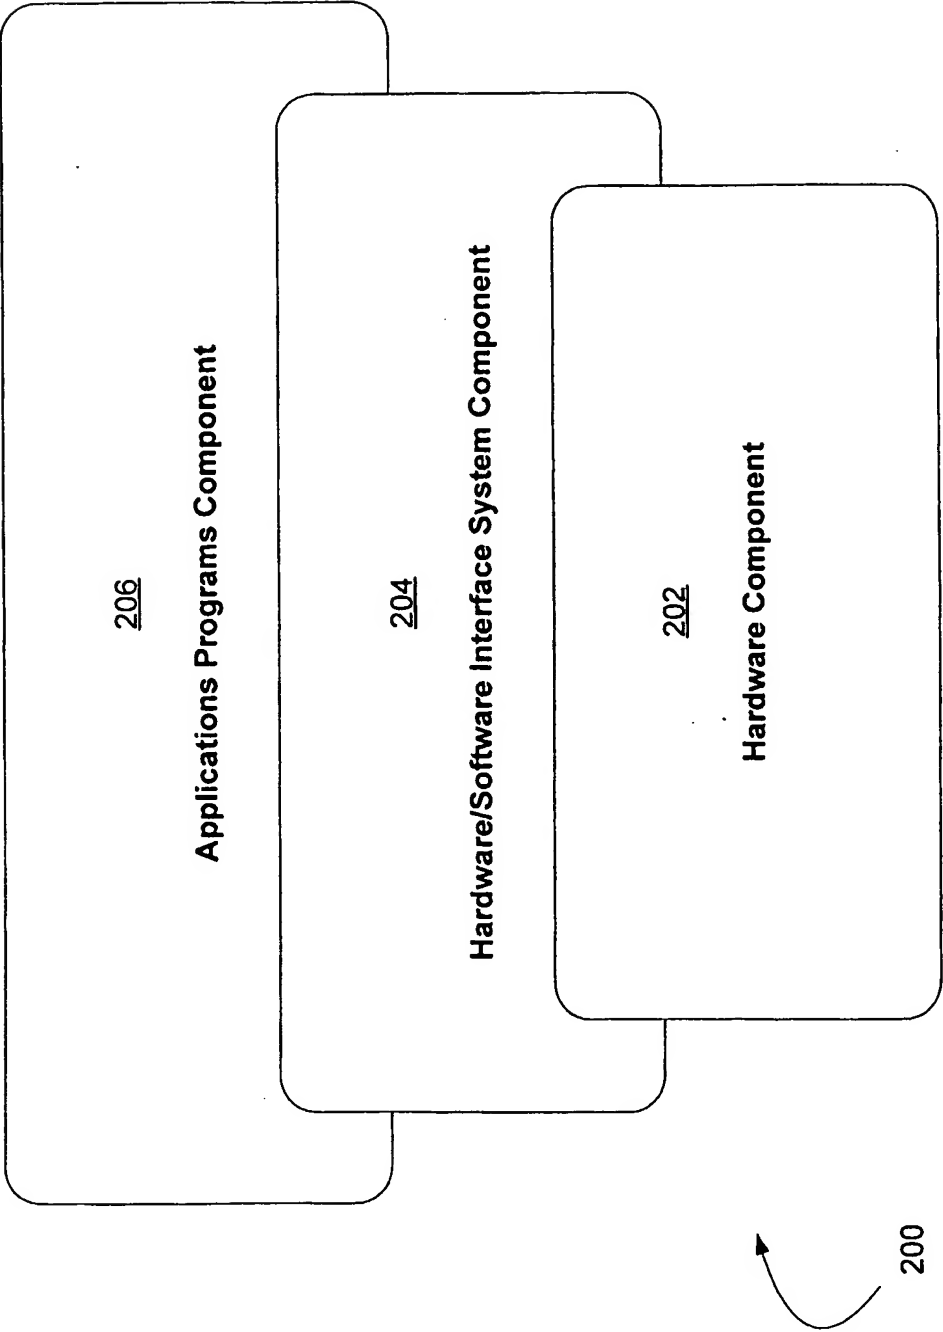 206
Applications Programs Component
204
Hardware/Software Interface System Component
202
Hardware Component
200